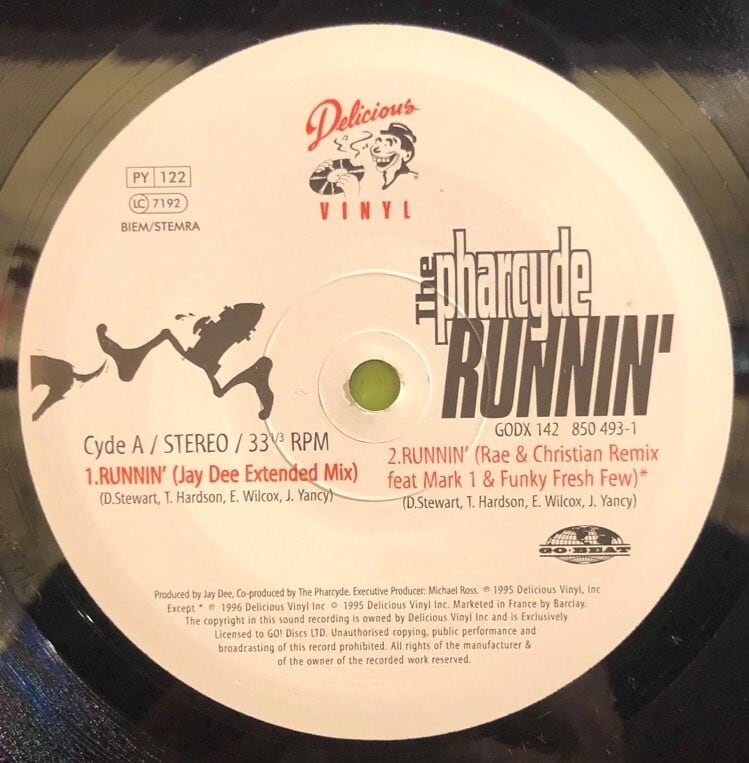 Delicious
VINYL
PY 122
LC 7192
BIEM/STEMRA
The
pharcyde
RUNNIN'
GODX 142 850 493-1
Cyde A / STEREO / 33 1/3 RPM
1.RUNNIN' (Jay Dee Extended Mix)
(D.Stewart, T. Hardson, E. Wilcox, J. Yancy)
2.RUNNIN' (Rae & Christian Remix
feat Mark 1 & Funky Fresh Few)*
(D.Stewart, T. Hardson, E. Wilcox, J. Yancy)
GO·BEAT
Produced by Jay Dee, Co-produced by The Pharcyde. Executive Producer: Michael Ross. ℗ 1995 Delicious Vinyl, Inc
Except * ℗ 1996 Delicious Vinyl Inc © 1995 Delicious Vinyl Inc. Marketed in France by Barclay.
The copyright in this sound recording is owned by Delicious Vinyl Inc and is Exclusively
Licensed to GO! Discs LTD. Unauthorised copying, public performance and
broadcasting of this record prohibited. All rights of the manufacturer &
of the owner of the recorded work reserved.